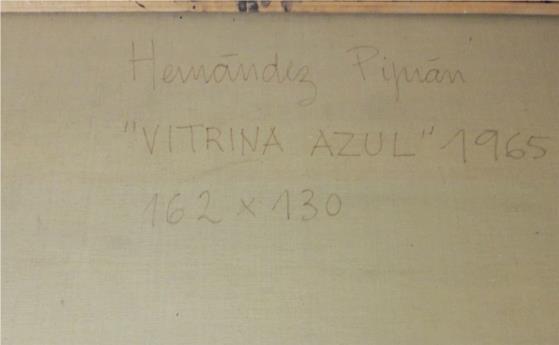 Hernández Pijuán
"VITRINA AZUL" 1965
162 x 130